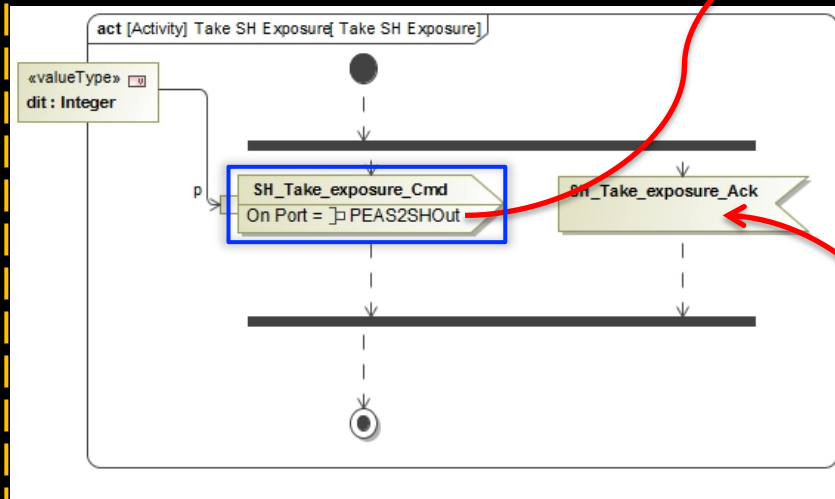 act [Activity] Take SH Exposure[ Take SH Exposure]
«valueType»
dit : Integer
p
SH_Take_exposure_Cmd
On Port = PEAS2SHOut
SH_Take_exposure_Ack